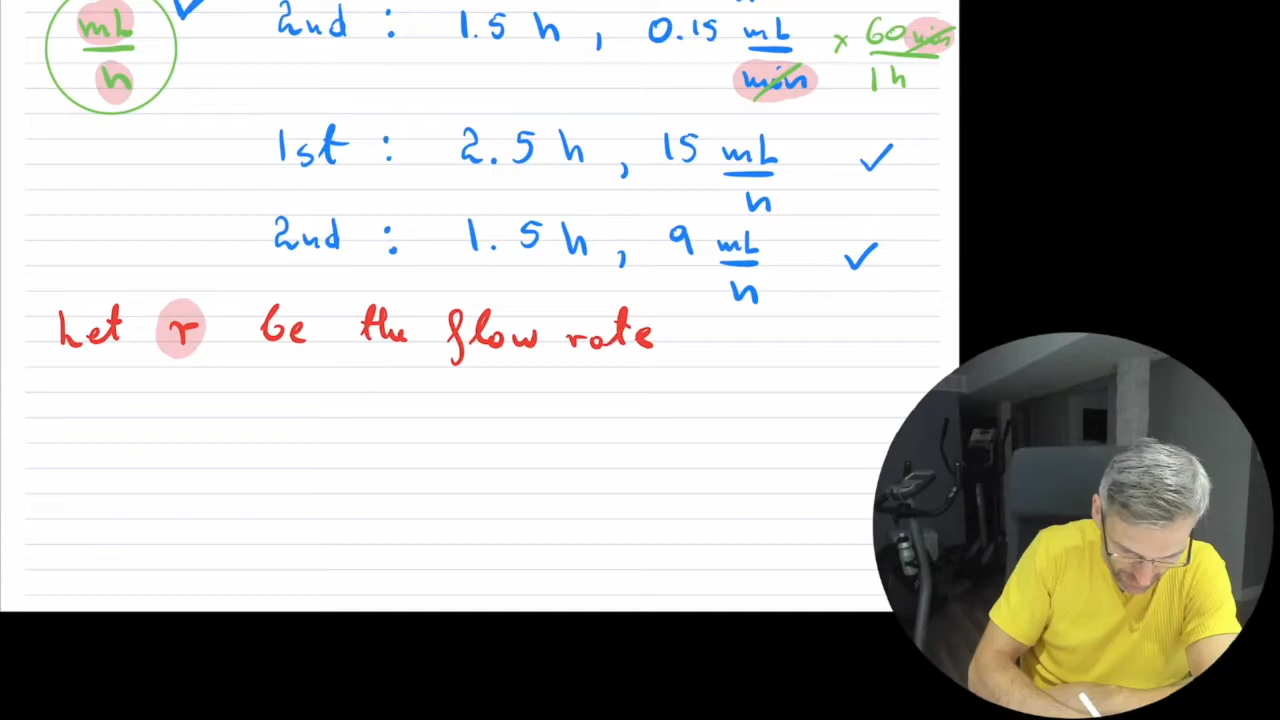 mL/h ✓ 2nd : 1.5 h , 0.15 mL/min × 60 min/1h
1st : 2.5 h , 15 mL/h ✓
2nd : 1.5 h , 9 mL/h ✓
Let r be the flow rate